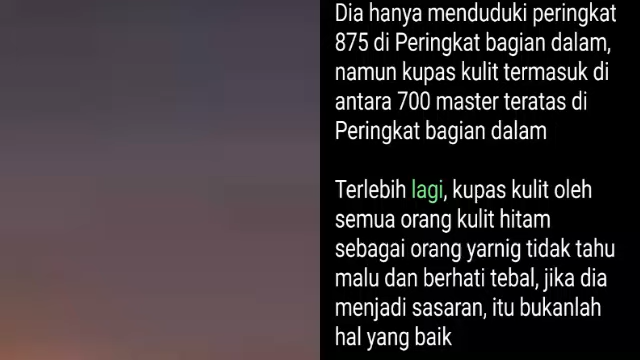 Dia hanya menduduki peringkat
875 di Peringkat bagian dalam,
namun kupas kulit termasuk di
antara 700 master teratas di
Peringkat bagian dalam
Terlebih lagi, kupas kulit oleh
semua orang kulit hitam
sebagai orang yarnig tidak tahu
malu dan berhati tebal, jika dia
menjadi sasaran, itu bukanlah
hal yang baik